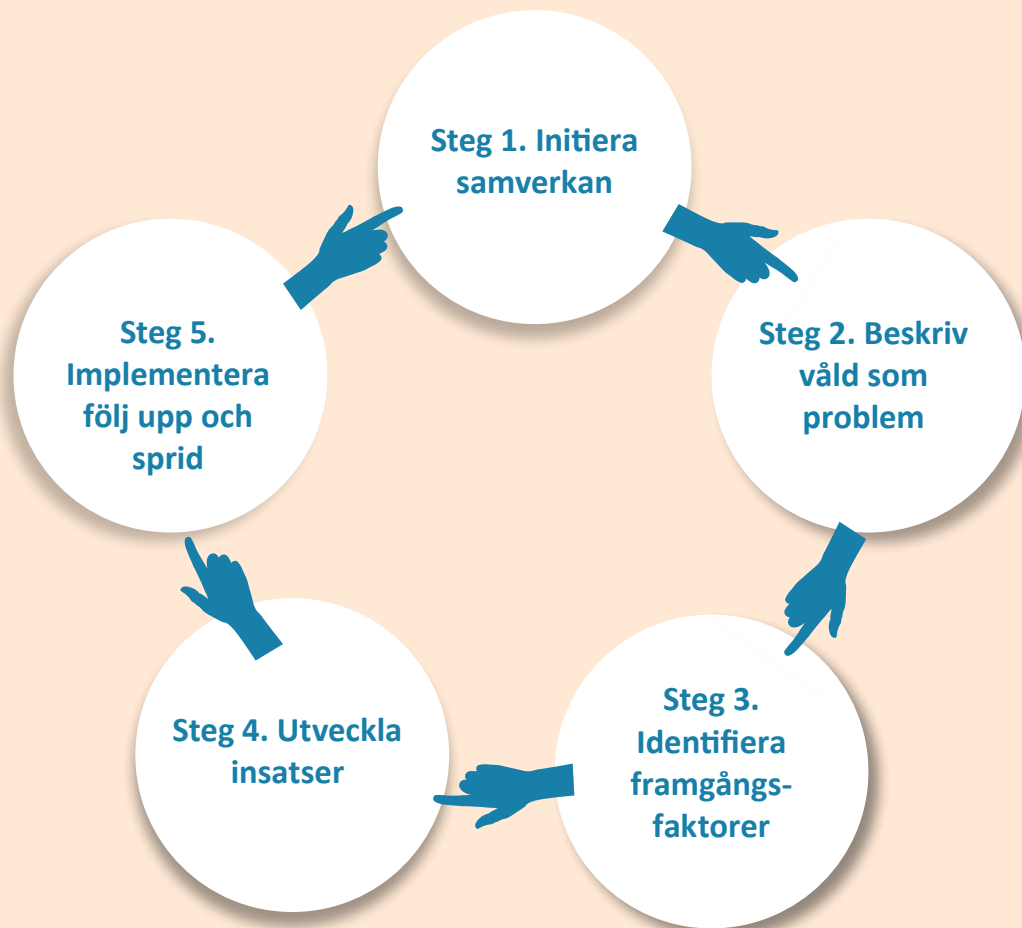 Steg 1. Initiera
samverkan
Steg 2. Beskriv
våld som
problem
Steg 3.
Identifiera
framgångs-
faktorer
Steg 4. Utveckla
insatser
Steg 5.
Implementera
följ upp och
sprid